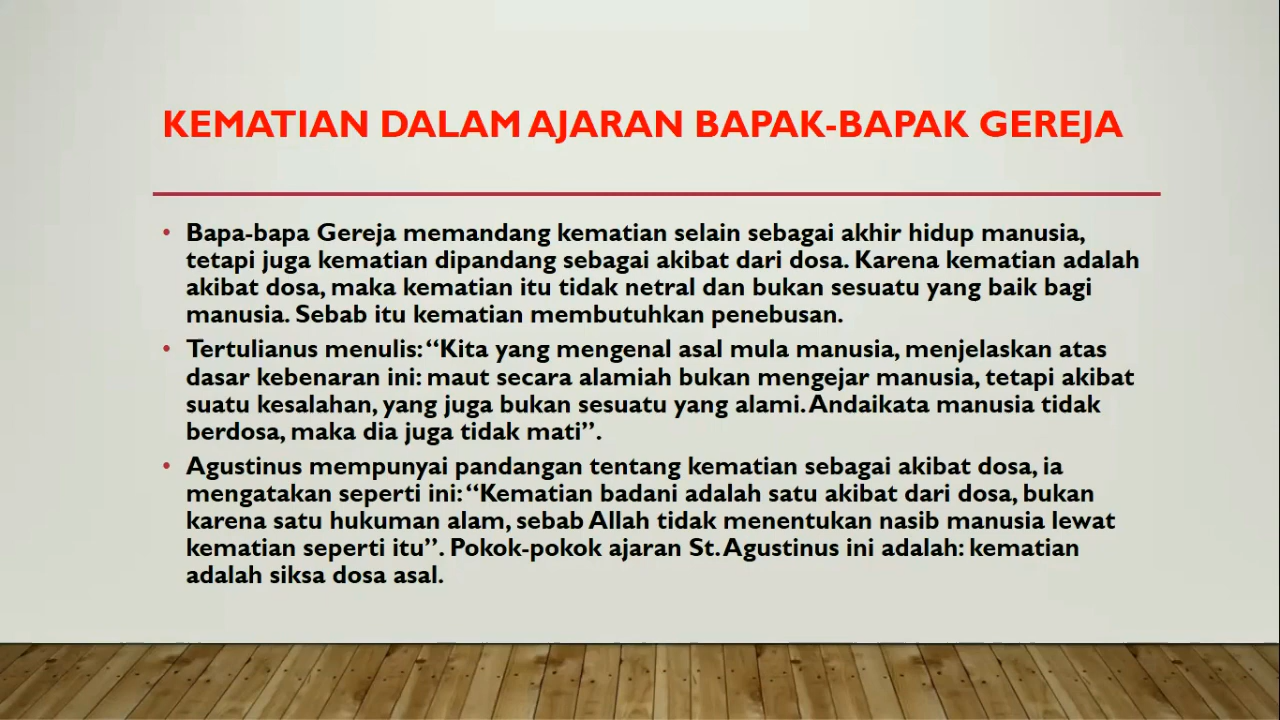 KEMATIAN DALAM AJARAN BAPAK-BAPAK GEREJA
• Bapa-bapa Gereja memandang kematian selain sebagai akhir hidup manusia,
tetapi juga kematian dipandang sebagai akibat dari dosa. Karena kematian adalah
akibat dosa, maka kematian itu tidak netral dan bukan sesuatu yang baik bagi
manusia. Sebab itu kematian membutuhkan penebusan.
• Tertulianus menulis: “Kita yang mengenal asal mula manusia, menjelaskan atas
dasar kebenaran ini: maut secara alamiah bukan mengejar manusia, tetapi akibat
suatu kesalahan, yang juga bukan sesuatu yang alami. Andaikata manusia tidak
berdosa, maka dia juga tidak mati”.
• Agustinus mempunyai pandangan tentang kematian sebagai akibat dosa, ia
mengatakan seperti ini: “Kematian badani adalah satu akibat dari dosa, bukan
karena satu hukuman alam, sebab Allah tidak menentukan nasib manusia lewat
kematian seperti itu”. Pokok-pokok ajaran St. Agustinus ini adalah: kematian
adalah siksa dosa asal.